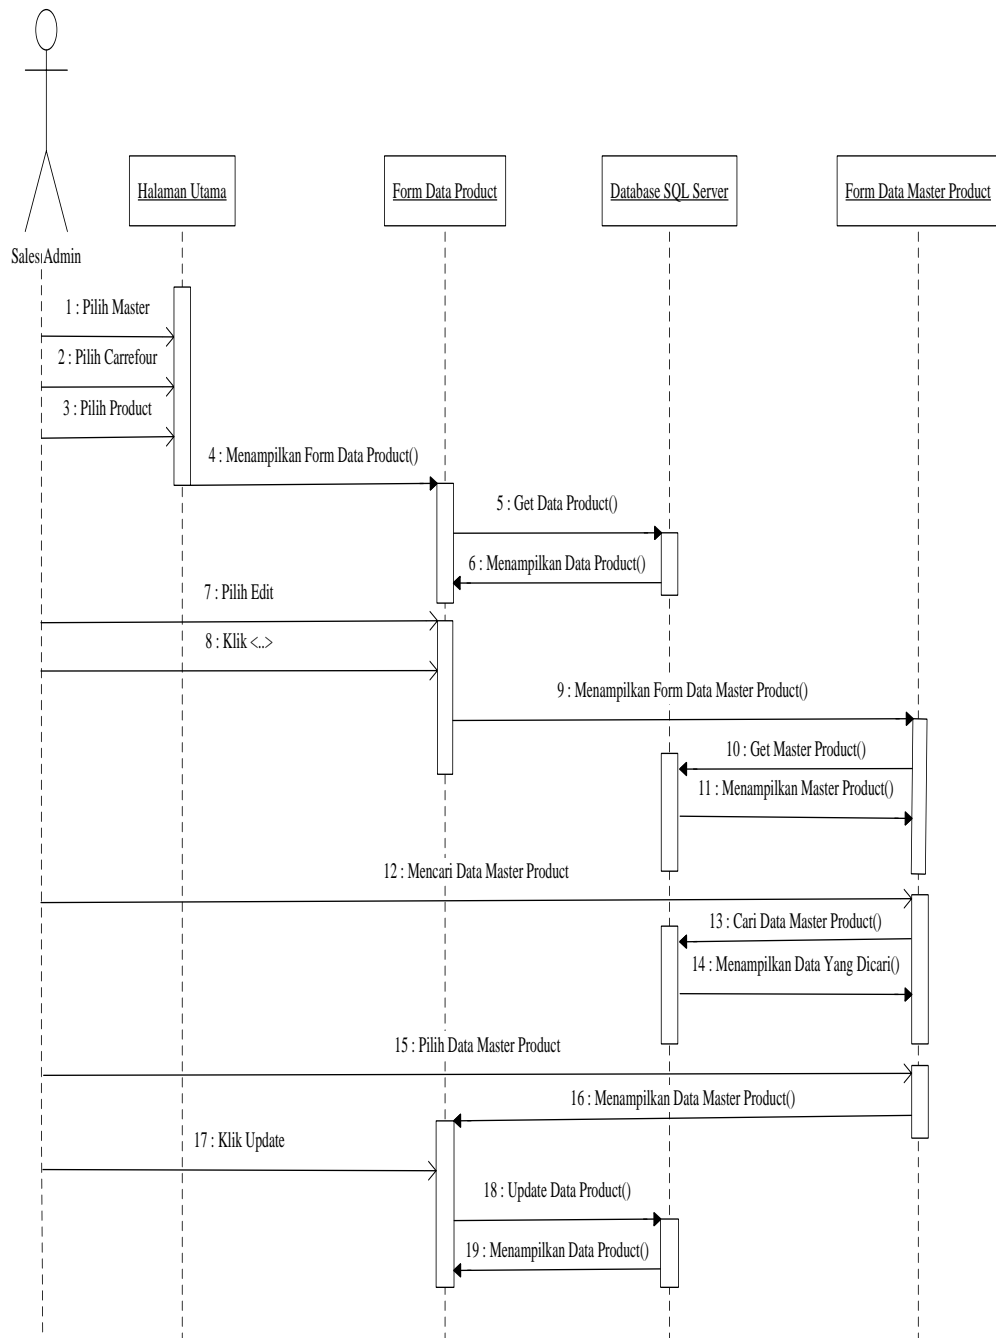 Halaman Utama
Form Data Product
Database SQL Server
Form Data Master Product
Sales Admin
1 : Pilih Master
2 : Pilih Carrefour
3 : Pilih Product
4 : Menampilkan Form Data Product()
5 : Get Data Product()
6 : Menampilkan Data Product()
7 : Pilih Edit
8 : Klik <..>
9 : Menampilkan Form Data Master Product()
10 : Get Master Product()
11 : Menampilkan Master Product()
12 : Mencari Data Master Product
13 : Cari Data Master Product()
14 : Menampilkan Data Yang Dicari()
15 : Pilih Data Master Product
16 : Menampilkan Data Master Product()
17 : Klik Update
18 : Update Data Product()
19 : Menampilkan Data Product()